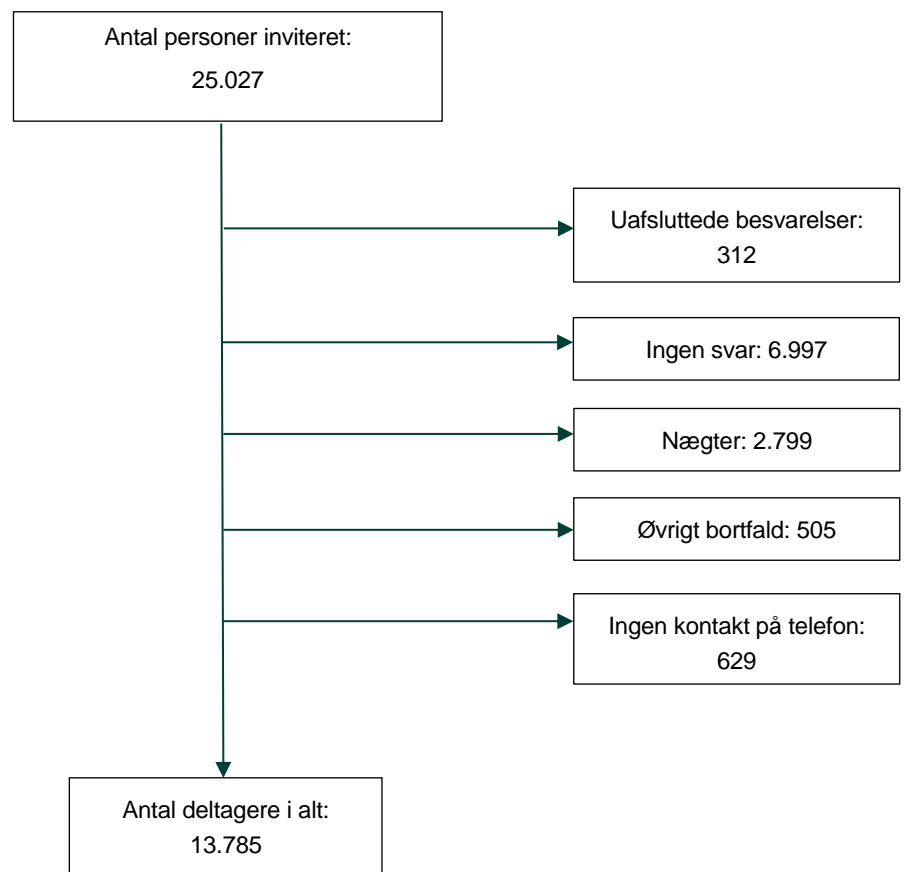 Antal personer inviteret:
25.027
Uafsluttede besvarelser:
312
Ingen svar: 6.997
Nægter: 2.799
Øvrigt bortfald: 505
Ingen kontakt på telefon:
629
Antal deltagere i alt:
13.785